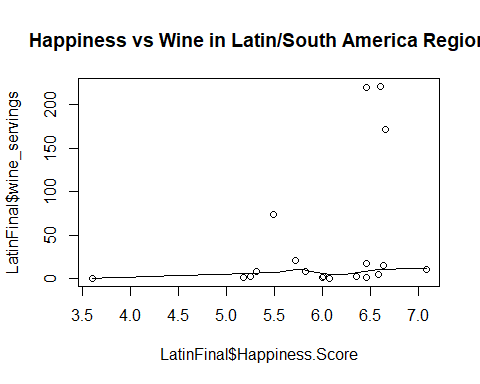 Happiness vs Wine in Latin/South America Region
LatinFinal$wine_servings
200
150
100
50
0
3.5 4.0 4.5 5.0 5.5 6.0 6.5 7.0
LatinFinal$Happiness.Score